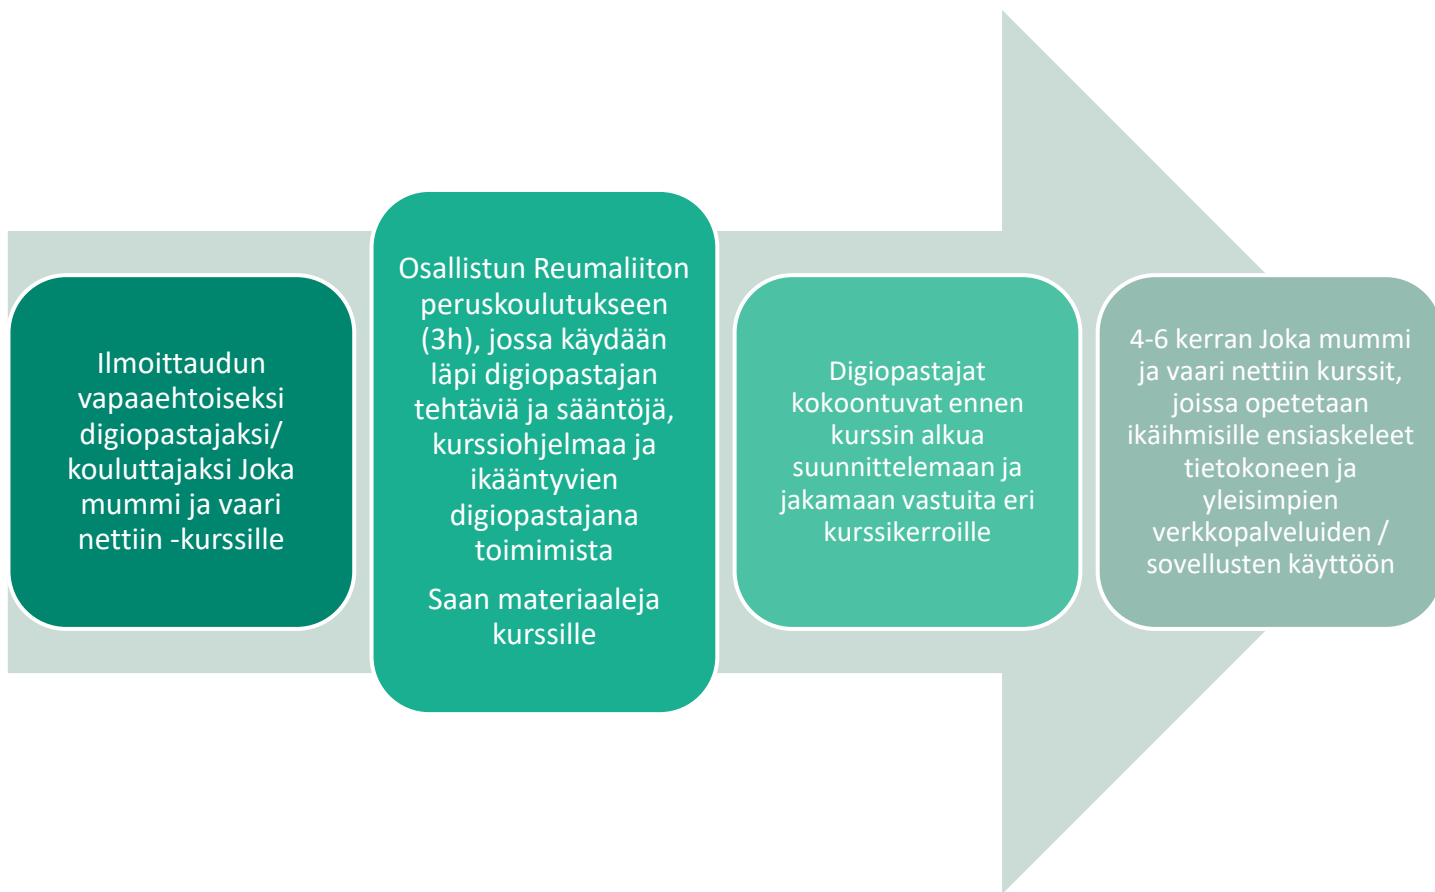 Ilmoittaudun
vapaaehtoiseksi
digiopastajaksi/
kouluttajaksi Joka
mummi ja vaari
nettiin -kurssille
Osallistun Reumaliiton
peruskoulutukseen
(3h), jossa käydään
läpi digiopastajan
tehtäviä ja sääntöjä,
kurssiohjelmaa ja
ikääntyvien
digiopastajana
toimimista
Saan materiaaleja
kurssille
Digiopastajat
kokoontuvat ennen
kurssin alkua
suunnittelemaan ja
jakamaan vastuita eri
kurssikerroille
4-6 kerran Joka mummi
ja vaari nettiin kurssit,
joissa opetetaan
ikäihmisille ensiaskeleet
tietokoneen ja
yleisimpien
verkkopalveluiden /
sovellusten käyttöön